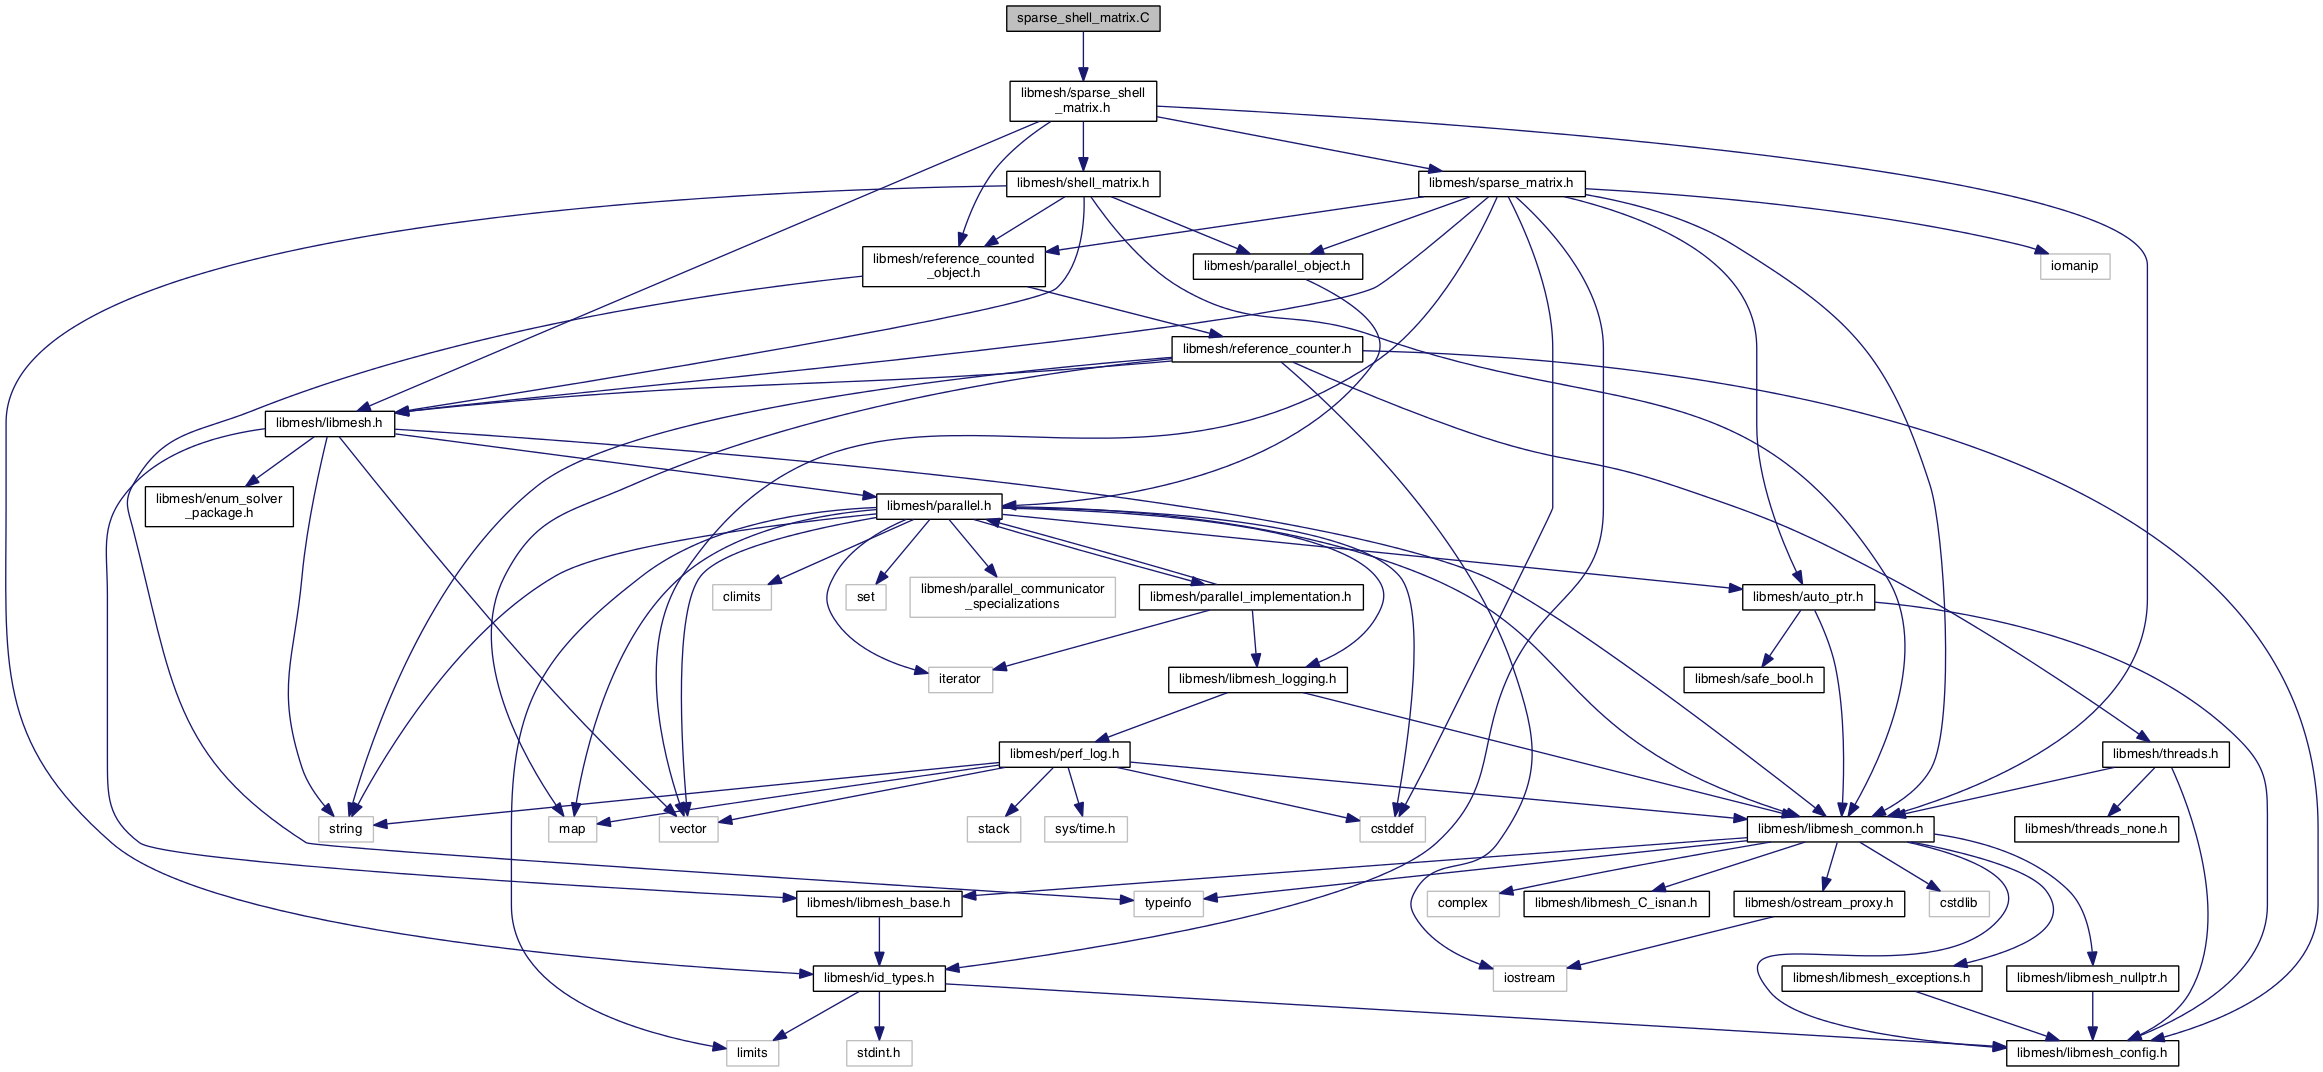 sparse_shell_matrix.C
libmesh/sparse_shell
_matrix.h
libmesh/shell_matrix.h
libmesh/sparse_matrix.h
libmesh/reference_counted
_object.h
libmesh/parallel_object.h
iomanip
libmesh/reference_counter.h
libmesh/libmesh.h
libmesh/enum_solver
_package.h
libmesh/parallel.h
climits
set
libmesh/parallel_communicator
_specializations
libmesh/parallel_implementation.h
libmesh/auto_ptr.h
iterator
libmesh/libmesh_logging.h
libmesh/safe_bool.h
libmesh/perf_log.h
libmesh/threads.h
string
map
vector
stack
sys/time.h
cstddef
libmesh/libmesh_common.h
libmesh/threads_none.h
libmesh/libmesh_base.h
typeinfo
complex
libmesh/libmesh_C_isnan.h
libmesh/ostream_proxy.h
cstdlib
libmesh/id_types.h
iostream
libmesh/libmesh_exceptions.h
libmesh/libmesh_nullptr.h
limits
stdint.h
libmesh/libmesh_config.h